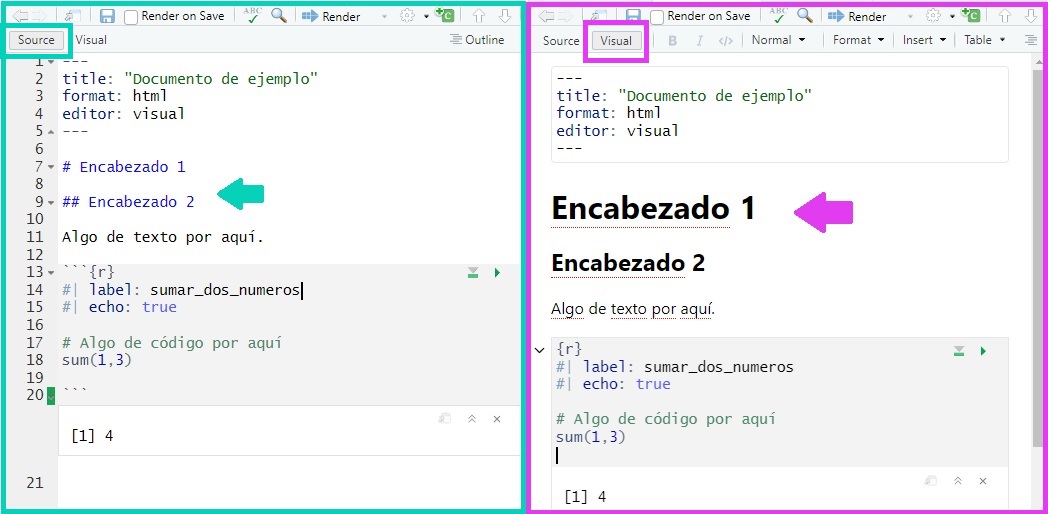 Render on Save
ABC
Render
Source
Visual
Outline
1 ---
2 title: "Documento de ejemplo"
3 format: html
4 editor: visual
5 ---
6
7 # Encabezado 1
8
9 ## Encabezado 2
10
11 Algo de texto por aquí.
12
13 ```{r}
14 #| label: sumar_dos_numeros
15 #| echo: true
16
17 # Algo de código por aquí
18 sum(1,3)
19
20 ```
[1] 4
21
Render on Save
ABC
Render
C
Source
Visual
B
I
</>
Normal
Format
Insert
Table
---
title: "Documento de ejemplo"
format: html
editor: visual
---
Encabezado 1
Encabezado 2
Algo de texto por aquí.
{r}
#| label: sumar_dos_numeros
#| echo: true
# Algo de código por aquí
sum(1,3)
[1] 4